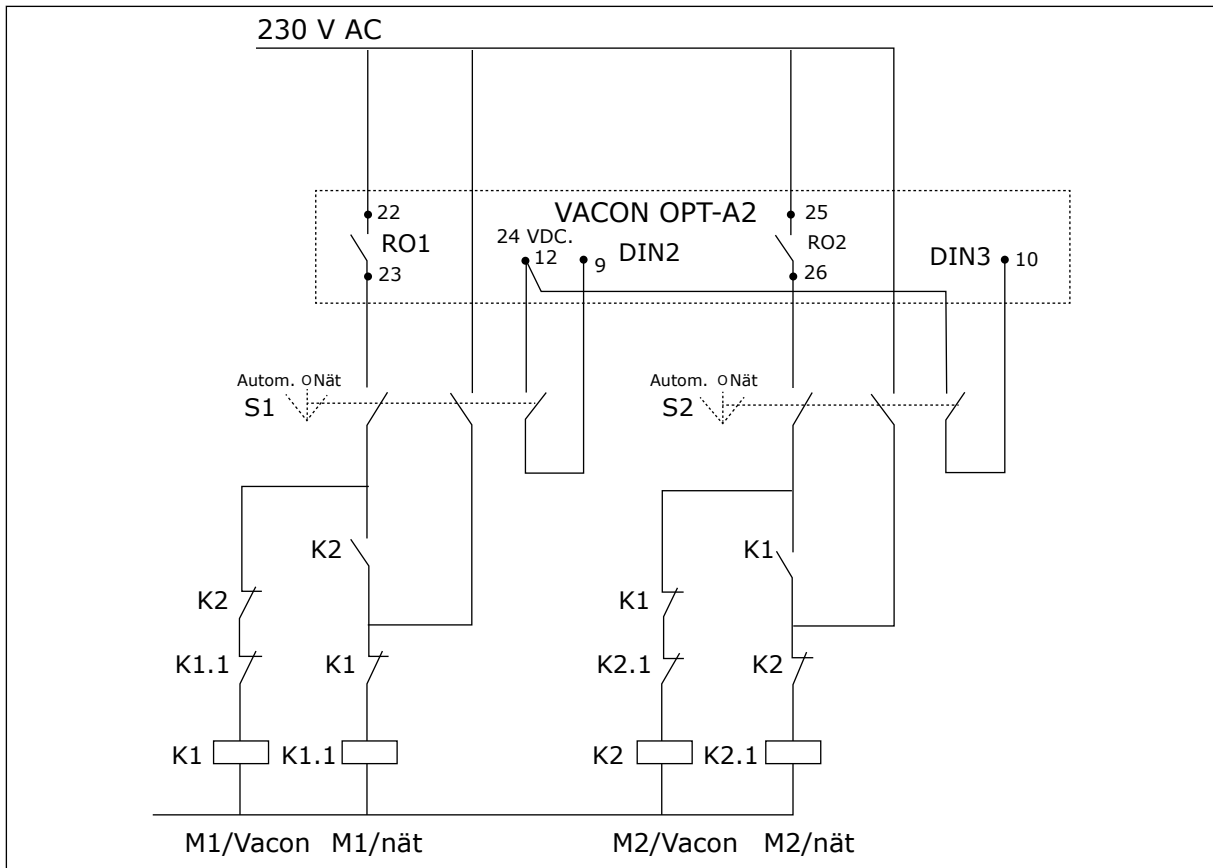 230 V AC
VACON OPT-A2
22
RO1
23
24 VDC.
12
9
DIN2
25
RO2
26
DIN3
10
Autom. O Nät
S1
Autom. O Nät
S2
K2
K1
K2
K1
K1.1
K1
K2.1
K2
K1
K1.1
K2
K2.1
M1/Vacon
M1/nät
M2/Vacon
M2/nät